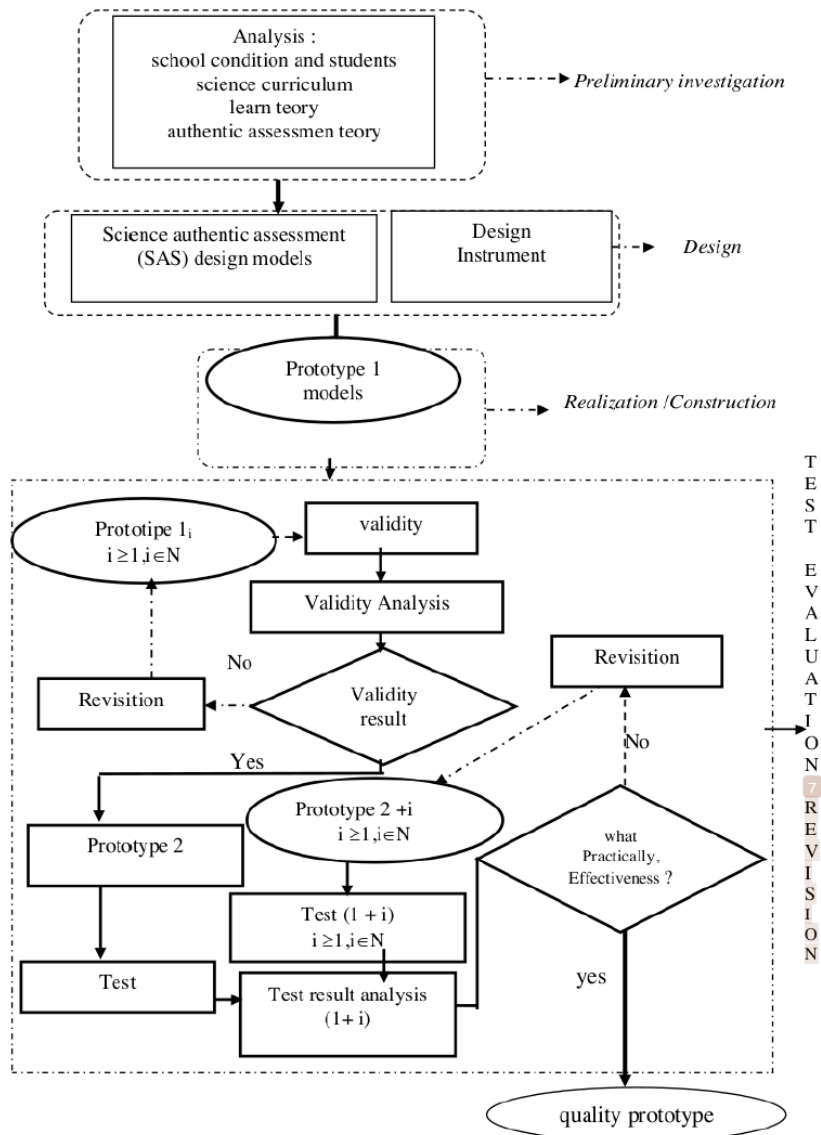 Analysis :
school condition and students
science curriculum
learn teory
authentic assessmen teory
Preliminary investigation
Science authentic assessment
(SAS) design models
Design
Instrument
Design
Prototype 1
models
Realization /Construction
Prototipe 1i
i ≥1,i∈N
validity
Validity Analysis
No
Revisition
Validity
result
Revisition
No
Yes
Prototype 2
Prototype 2 +i
i ≥1,i∈N
what
Practically,
Effectiveness ?
Test (1 + i)
i ≥1,i∈N
Test
Test result analysis
(1+ i)
yes
quality prototype
TEST EVALUATION 7 REVISION